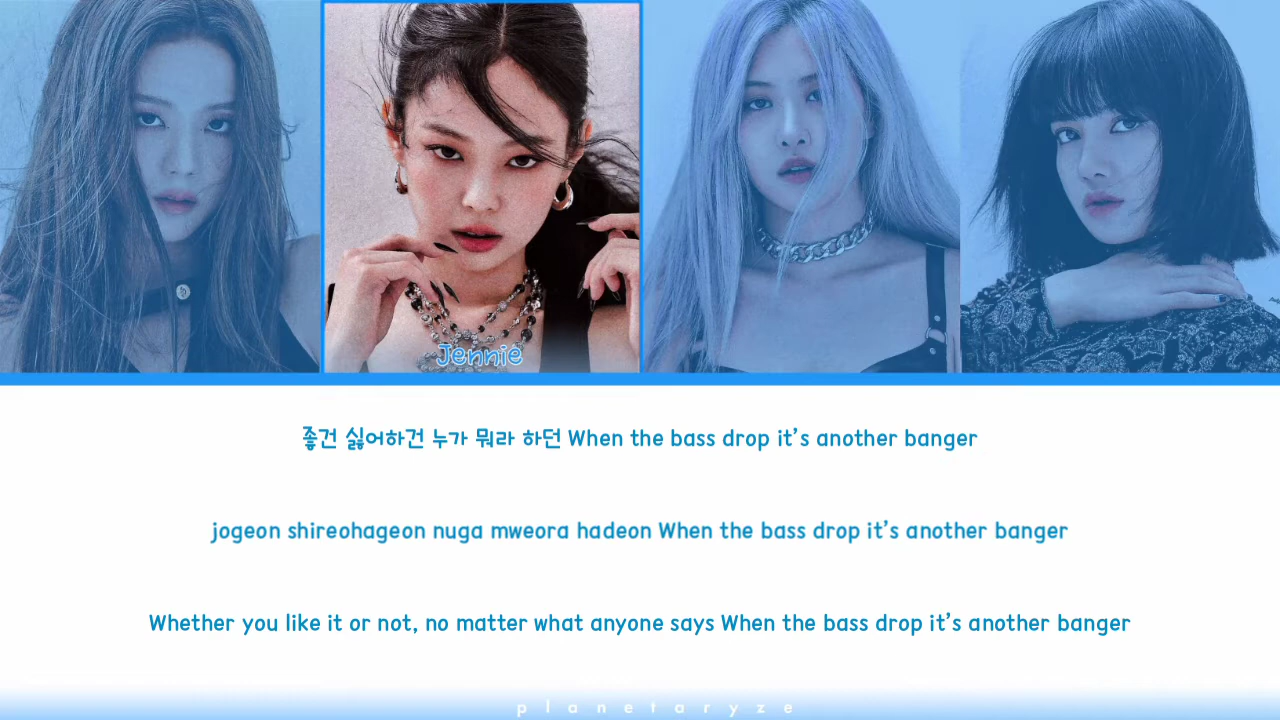 Jennie
좋건 싫어하건 누가 뭐라 하던 When the bass drop it's another banger
jogeon shireohageon nuga mweora hadeon When the bass drop it's another banger
Whether you like it or not, no matter what anyone says When the bass drop it's another banger
planetaryze